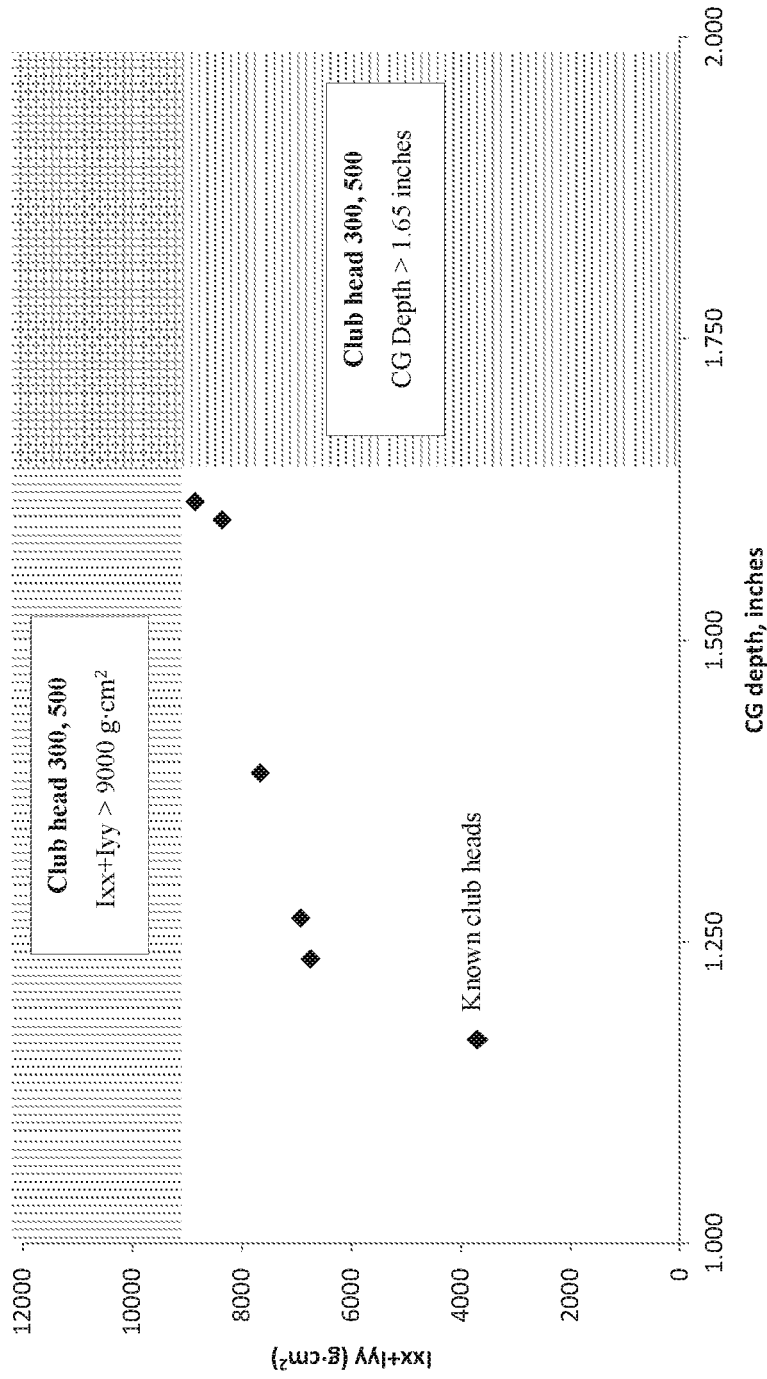 12000
10000
8000
6000
4000
2000
0
Ixx+Iyy (g·cm²)
Club head 300, 500
Ixx+Iyy > 9000 g·cm²
Club head 300, 500
CG Depth > 1.65 inches
Known club heads
1.000
1.250
1.500
1.750
2.000
CG depth, inches